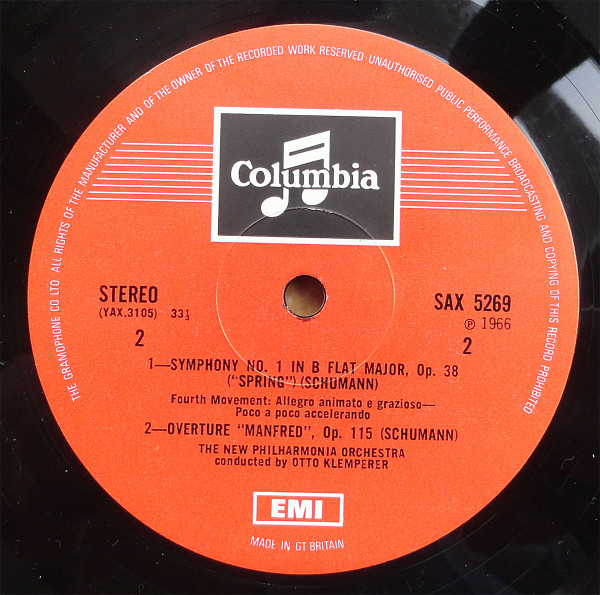 THE GRAMOPHONE CO LTD ALL RIGHTS OF THE MANUFACTURER AND OF THE OWNER OF THE RECORDED WORK RESERVED·UNAUTHORISED PUBLIC PERFORMANCE BROADCASTING AND COPYING OF THIS RECORD PROHIBITED
Columbia
STEREO
(YAX.3105) 33⅓
2
SAX 5269
℗ 1966
2
1—SYMPHONY NO. 1 IN B FLAT MAJOR, Op. 38
("SPRING") (SCHUMANN)
Fourth Movement: Allegro animato e grazioso—
Poco a poco accelerando
2—OVERTURE "MANFRED", Op. 115 (SCHUMANN)
THE NEW PHILHARMONIA ORCHESTRA
conducted by OTTO KLEMPERER
EMI
MADE IN GT BRITAIN